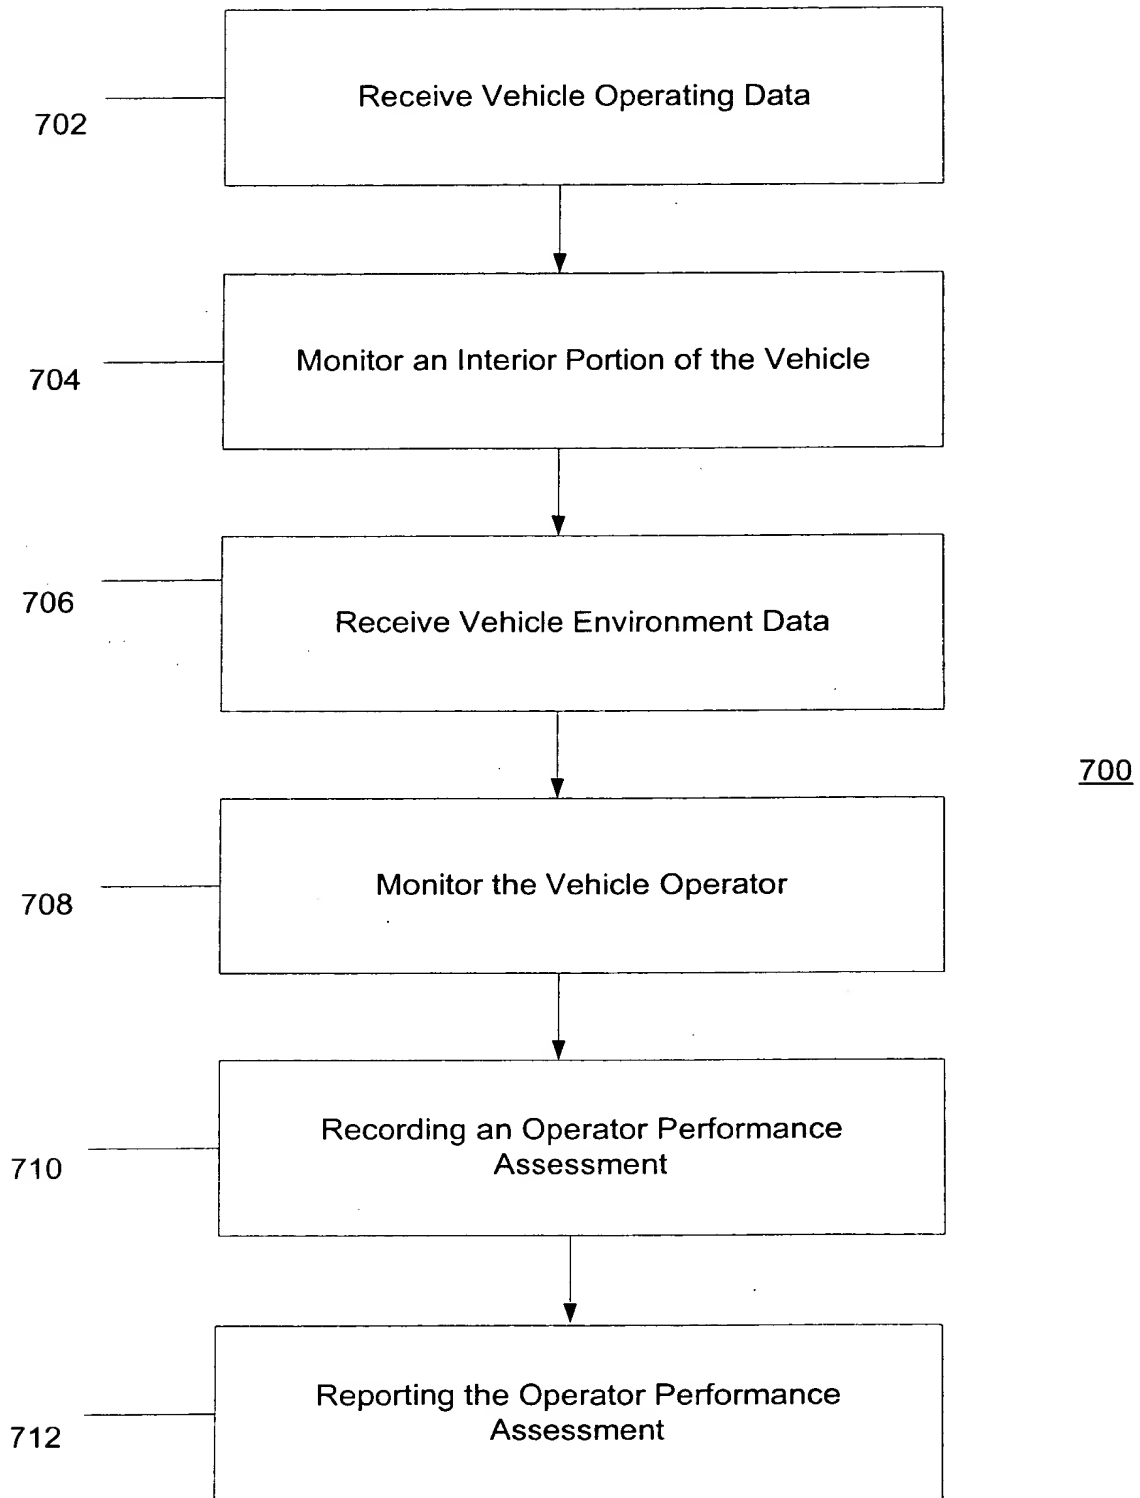 Receive Vehicle Operating Data
702
Monitor an Interior Portion of the Vehicle
704
Receive Vehicle Environment Data
706
700
Monitor the Vehicle Operator
708
Recording an Operator Performance
Assessment
710
Reporting the Operator Performance
Assessment
712